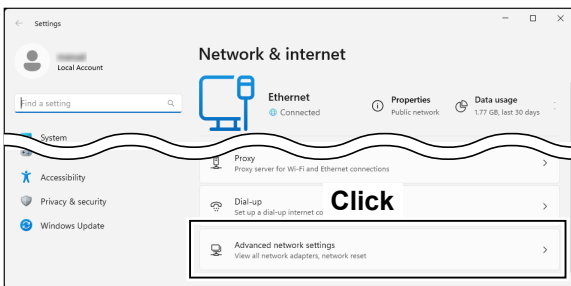 Settings
Local Account
Find a setting
System
Accessibility
Privacy & security
Windows Update
Network & internet
Ethernet
Connected
Properties
Public network
Data usage
1.77 GB, last 30 days
Proxy
Proxy server for Wi-Fi and Ethernet connections
Dial-up
Set up a dial-up internet
Click
Advanced network settings
View all network adapters, network reset